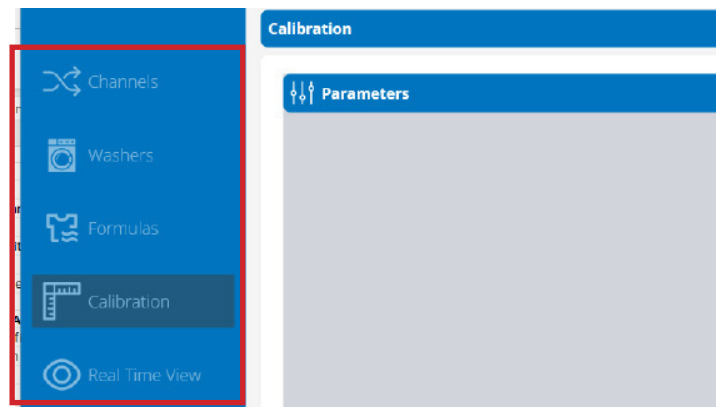 Calibration
Channels
Parameters
Washers
Formulas
Calibration
Real Time View